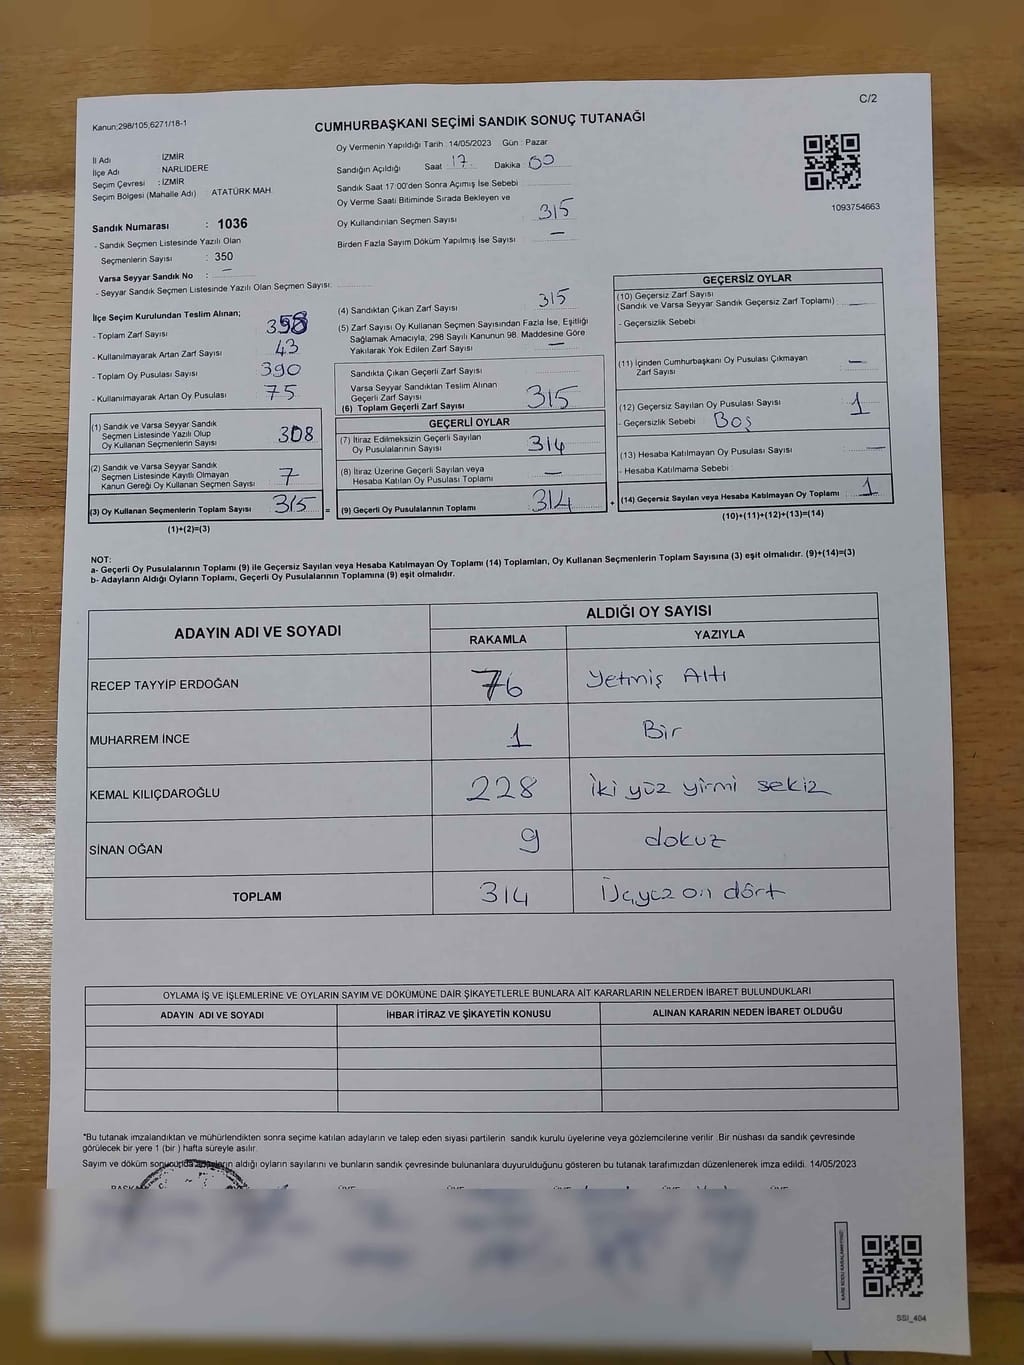 C/2
Kanun:298/105,6271/18-1
CUMHURBAŞKANI SEÇİMİ SANDIK SONUÇ TUTANAĞI
İl Adı İZMİR
İlçe Adı NARLIDERE
Seçim Çevresi : İZMİR
Seçim Bölgesi (Mahalle Adı) ATATÜRK MAH.
Sandık Numarası : 1036
- Sandık Seçmen Listesinde Yazılı Olan
Seçmenlerin Sayısı : 350
Varsa Seyyar Sandık No : —
- Seyyar Sandık Seçmen Listesinde Yazılı Olan Seçmen Sayısı:
Oy Vermenin Yapıldığı Tarih 14/05/2023 Gün : Pazar
Sandığın Açıldığı Saat 17 Dakika 00
Sandık Saat 17:00'den Sonra Açımış İse Sebebi
Oy Verme Saati Bitiminde Sırada Bekleyen ve
Oy Kullandırılan Seçmen Sayısı 315
Birden Fazla Sayım Döküm Yapılmış İse Sayısı —
1093754663
İlçe Seçim Kurulundan Teslim Alınan;
- Toplam Zarf Sayısı 358
- Kullanılmayarak Artan Zarf Sayısı 43
- Toplam Oy Pusulası Sayısı 390
- Kullanılmayarak Artan Oy Pusulası 75
(1) Sandık ve Varsa Seyyar Sandık
Seçmen Listesinde Yazılı Olup
Oy Kullanan Seçmenlerin Sayısı 308
(2) Sandık ve Varsa Seyyar Sandık
Seçmen Listesinde Kayıtlı Olmayan
Kanun Gereği Oy Kullanan Seçmen Sayısı 7
(3) Oy Kullanan Seçmenlerin Toplam Sayısı 315 =
(1)+(2)=(3)
(4) Sandıktan Çıkan Zarf Sayısı 315
(5) Zarf Sayısı Oy Kullanan Seçmen Sayısından Fazla İse, Eşitliği
Sağlamak Amacıyla, 298 Sayılı Kanunun 98. Maddesine Göre
Yakılarak Yok Edilen Zarf Sayısı —
Sandıkta Çıkan Geçerli Zarf Sayısı
Varsa Seyyar Sandıktan Teslim Alınan
Geçerli Zarf Sayısı
(6) Toplam Geçerli Zarf Sayısı 315
GEÇERLİ OYLAR
(7) İtiraz Edilmeksizin Geçerli Sayılan
Oy Pusulası Sayısı 314
(8) İtiraz Üzerine Geçerli Sayılan veya
Hesaba Katılan Oy Pusulası Toplamı —
(9) Geçerli Oy Pusulalarının Toplamı 314 +
GEÇERSİZ OYLAR
(10) Geçersiz Zarf Sayısı
(Sandık ve Varsa Seyyar Sandık Geçersiz Zarf Toplamı) —
- Geçersizlik Sebebi
(11) İçinden Cumhurbaşkanı Oy Pusulası Çıkmayan
Zarf Sayısı —
(12) Geçersiz Sayılan Oy Pusulası Sayısı 1
- Geçersizlik Sebebi Boş
(13) Hesaba Katılmayan Oy Pusulası Sayısı —
- Hesaba Katılmama Sebebi
(14) Geçersiz Sayılan veya Hesaba Katılmayan Oy Toplamı 1
(10)+(11)+(12)+(13)=(14)
NOT:
a- Geçerli Oy Pusulalarının Toplamı (9) ile Geçersiz Sayılan veya Hesaba Katılmayan Oy Toplamı (14) Toplamları, Oy Kullanan Seçmenlerin Toplam Sayısına (3) eşit olmalıdır. (9)+(14)=(3)
b- Adayların Aldığı Oyların Toplamı, Geçerli Oy Pusulalarının Toplamına (9) eşit olmalıdır.
ADAYIN ADI VE SOYADI ALDIĞI OY SAYISI
RAKAMLA YAZIYLA
RECEP TAYYİP ERDOĞAN 76 Yetmiş Altı
MUHARREM İNCE 1 Bir
KEMAL KILIÇDAROĞLU 228 iki yüz yirmi sekiz
SİNAN OĞAN 9 dokuz
TOPLAM 314 Üçyüz on dört
OYLAMA İŞ VE İŞLEMLERİNE VE OYLARIN SAYIM VE DÖKÜMÜNE DAİR ŞİKAYETLERLE BUNLARA AİT KARARLARIN NELERDEN İBARET BULUNDUKLARI
ADAYIN ADI VE SOYADI İHBAR İTİRAZ VE ŞİKAYETİN KONUSU ALINAN KARARIN NEDEN İBARET OLDUĞU
*Bu tutanak imzalandıktan ve mühürlendikten sonra seçime katılan adayların ve talep eden siyasi partilerin sandık kurulu üyelerine veya gözlemcilerine verilir .Bir nüshası da sandık çevresinde
görülecek bir yere 1 (bir ) hafta süreyle asılır.
Sayım ve döküm sonucunda adayların aldığı oyların sayılarını ve bunların sandık çevresinde bulunanlara duyurulduğunu gösteren bu tutanak tarafımızdan düzenlenerek imza edildi. 14/05/2023
SSI_404